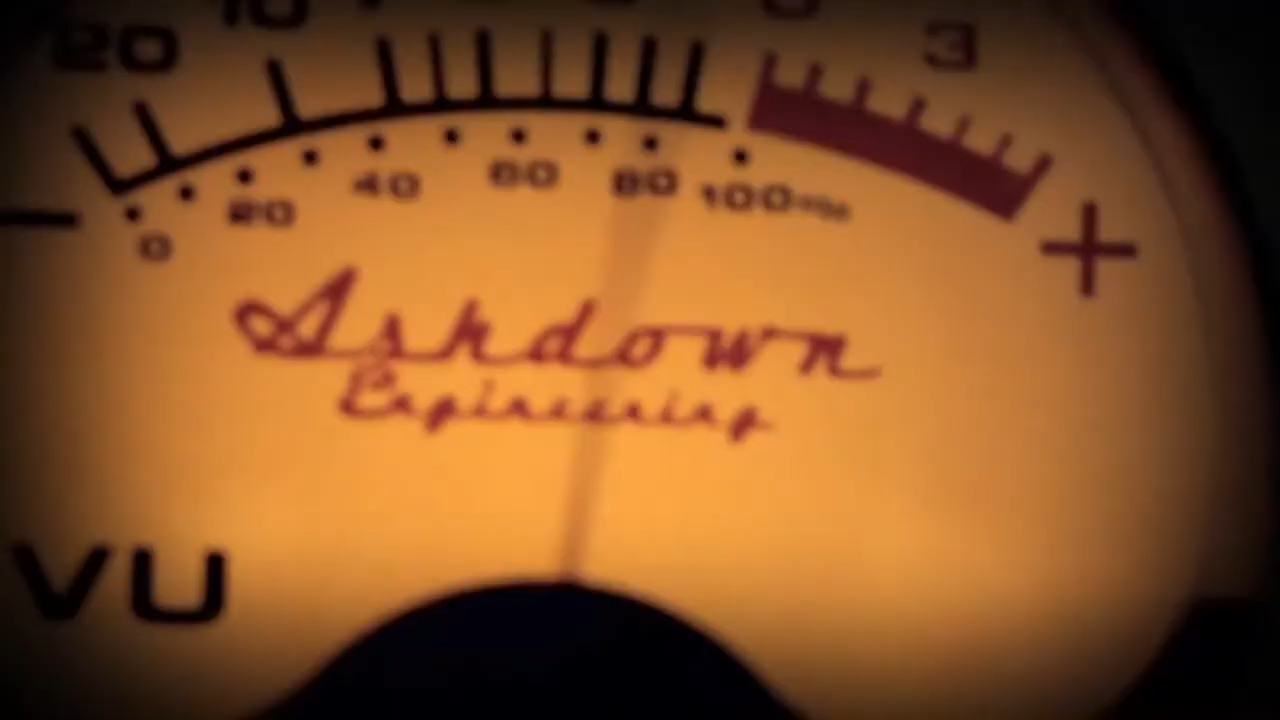 20 10 3
0 20 40 60 80 100%
- +
Ashdown
Engineering
VU